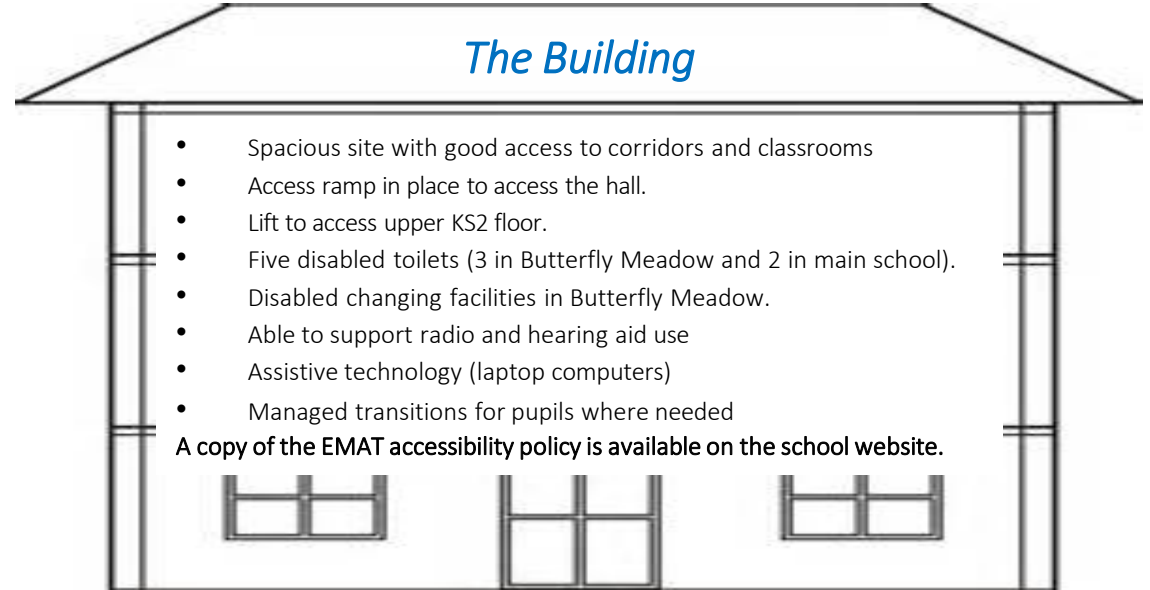 The Building
• Spacious site with good access to corridors and classrooms
• Access ramp in place to access the hall.
• Lift to access upper KS2 floor.
• Five disabled toilets (3 in Butterfly Meadow and 2 in main school).
• Disabled changing facilities in Butterfly Meadow.
• Able to support radio and hearing aid use
• Assistive technology (laptop computers)
• Managed transitions for pupils where needed
A copy of the EMAT accessibility policy is available on the school website.